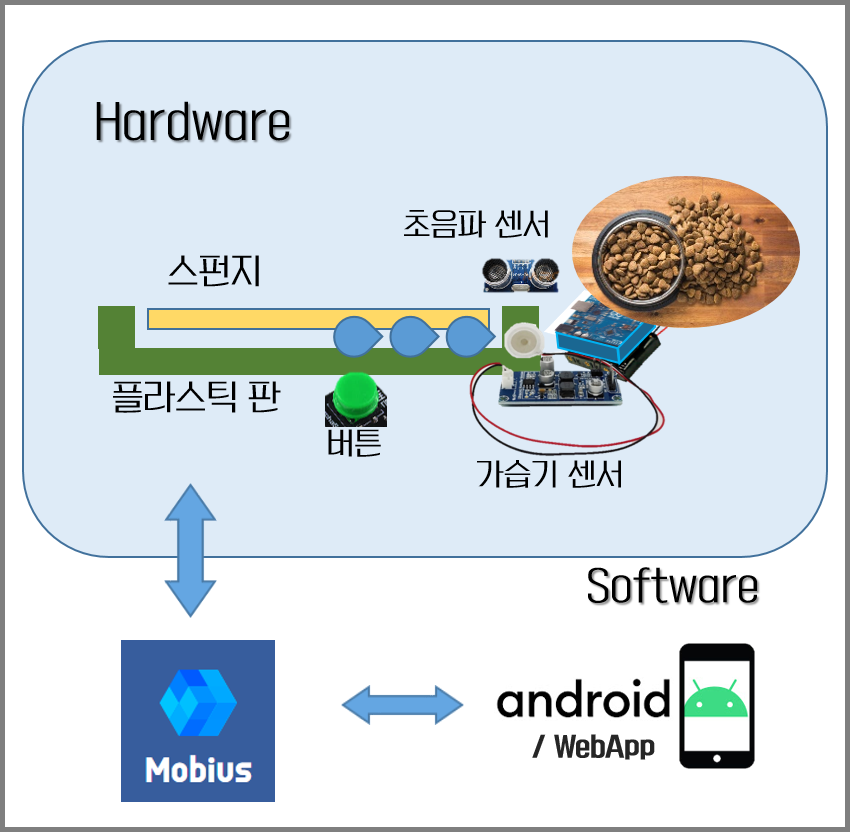 Hardware
초음파 센서
스펀지
플라스틱 판
버튼
가습기 센서
Software
Mobius
android
/ WebApp